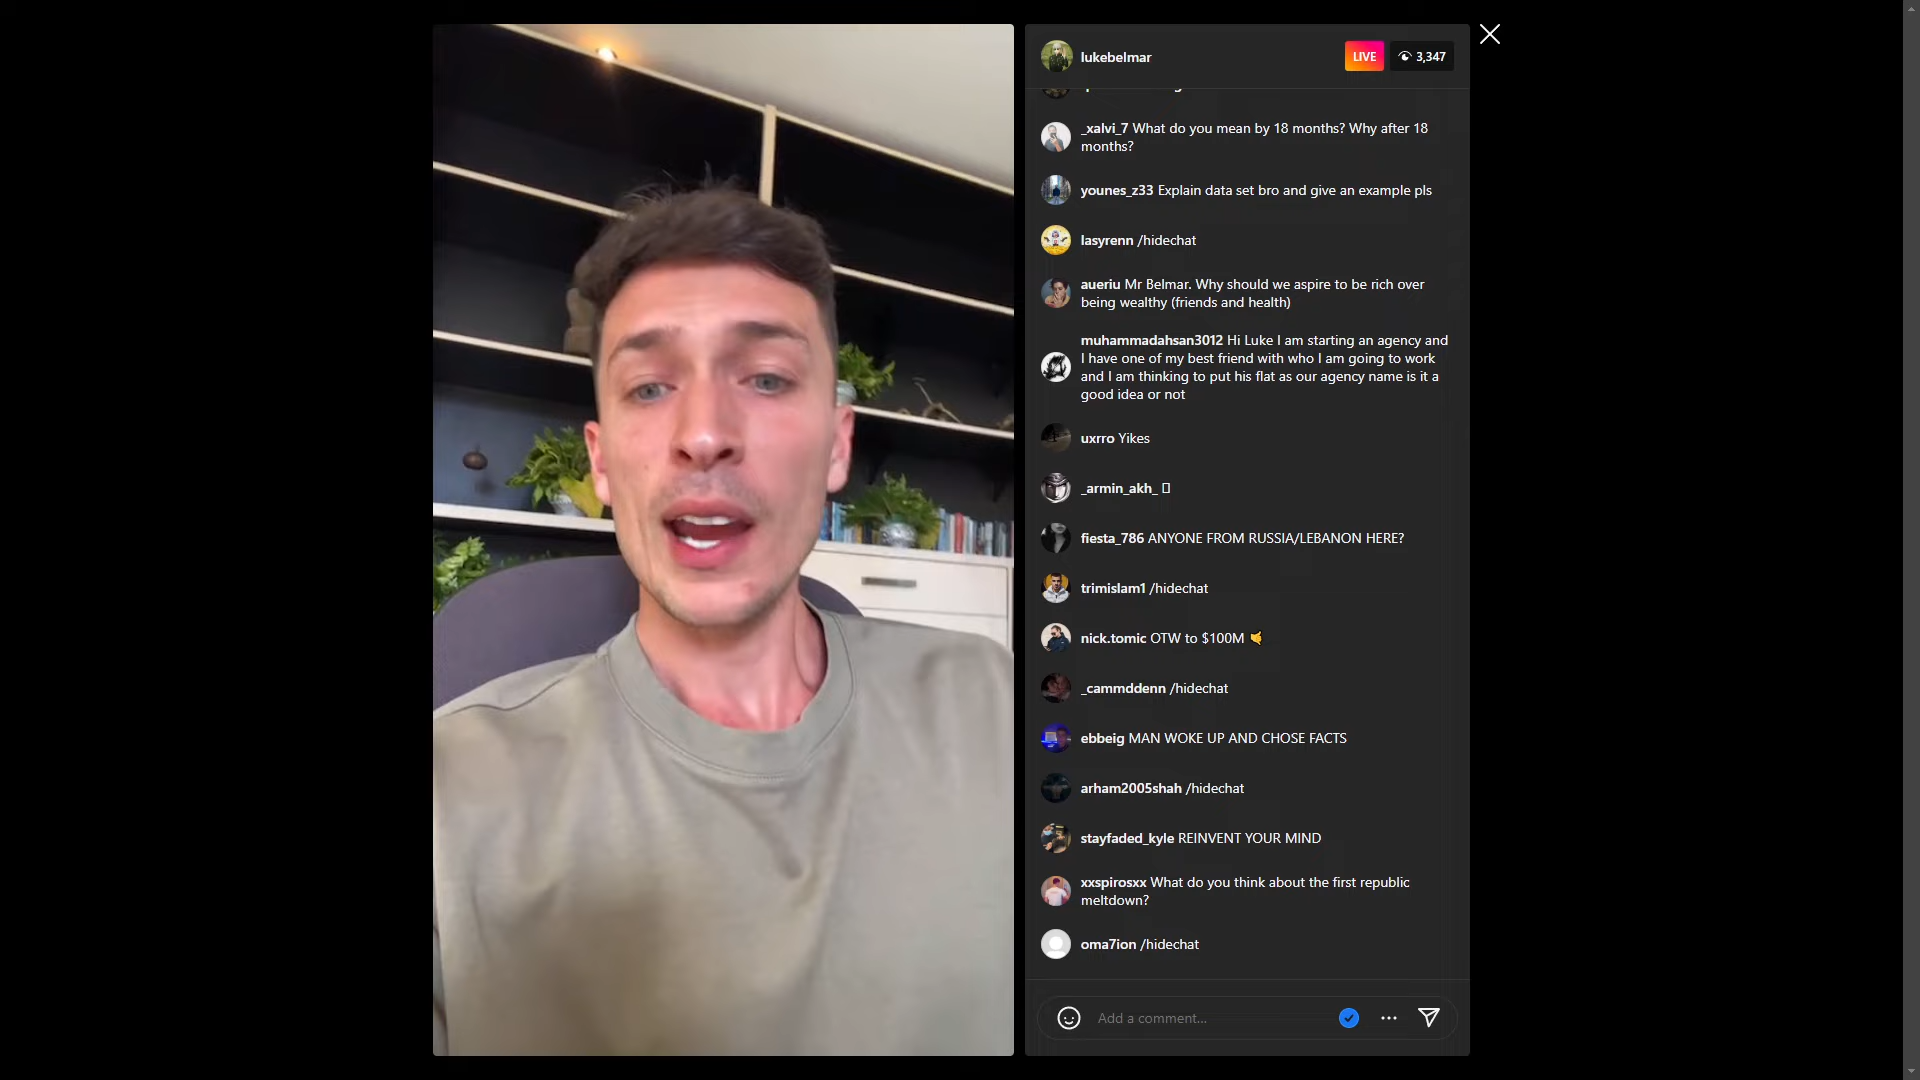 lukebelmar
LIVE
3,347
_xalvi_7 What do you mean by 18 months? Why after 18
months?
younes_z33 Explain data set bro and give an example pls
lasyrenn /hidechat
aueriu Mr Belmar. Why should we aspire to be rich over
being wealthy (friends and health)
muhammadahsan3012 Hi Luke I am starting an agency and
I have one of my best friend with who I am going to work
and I am thinking to put his flat as our agency name is it a
good idea or not
uxrro Yikes
_armin_akh_
fiesta_786 ANYONE FROM RUSSIA/LEBANON HERE?
trimislam1 /hidechat
nick.tomic OTW to $100M 🤙
_cammddenn /hidechat
ebbeig MAN WOKE UP AND CHOSE FACTS
arham2005shah /hidechat
stayfaded_kyle REINVENT YOUR MIND
xxspirosxx What do you think about the first republic
meltdown?
oma7ion /hidechat
Add a comment...